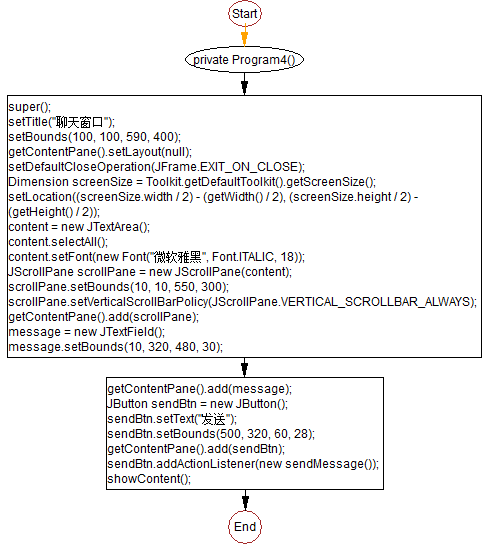 Start
private Program4()
super();
setTitle("聊天窗口");
setBounds(100, 100, 590, 400);
getContentPane().setLayout(null);
setDefaultCloseOperation(JFrame.EXIT_ON_CLOSE);
Dimension screenSize = Toolkit.getDefaultToolkit().getScreenSize();
setLocation((screenSize.width / 2) - (getWidth() / 2), (screenSize.height / 2) -
(getHeight() / 2));
content = new JTextArea();
content.selectAll();
content.setFont(new Font("微软雅黑", Font.ITALIC, 18));
JScrollPane scrollPane = new JScrollPane(content);
scrollPane.setBounds(10, 10, 550, 300);
scrollPane.setVerticalScrollBarPolicy(JScrollPane.VERTICAL_SCROLLBAR_ALWAYS);
getContentPane().add(scrollPane);
message = new JTextField();
message.setBounds(10, 320, 480, 30);
getContentPane().add(message);
JButton sendBtn = new JButton();
sendBtn.setText("发送");
sendBtn.setBounds(500, 320, 60, 28);
getContentPane().add(sendBtn);
sendBtn.addActionListener(new sendMessage());
showContent();
End